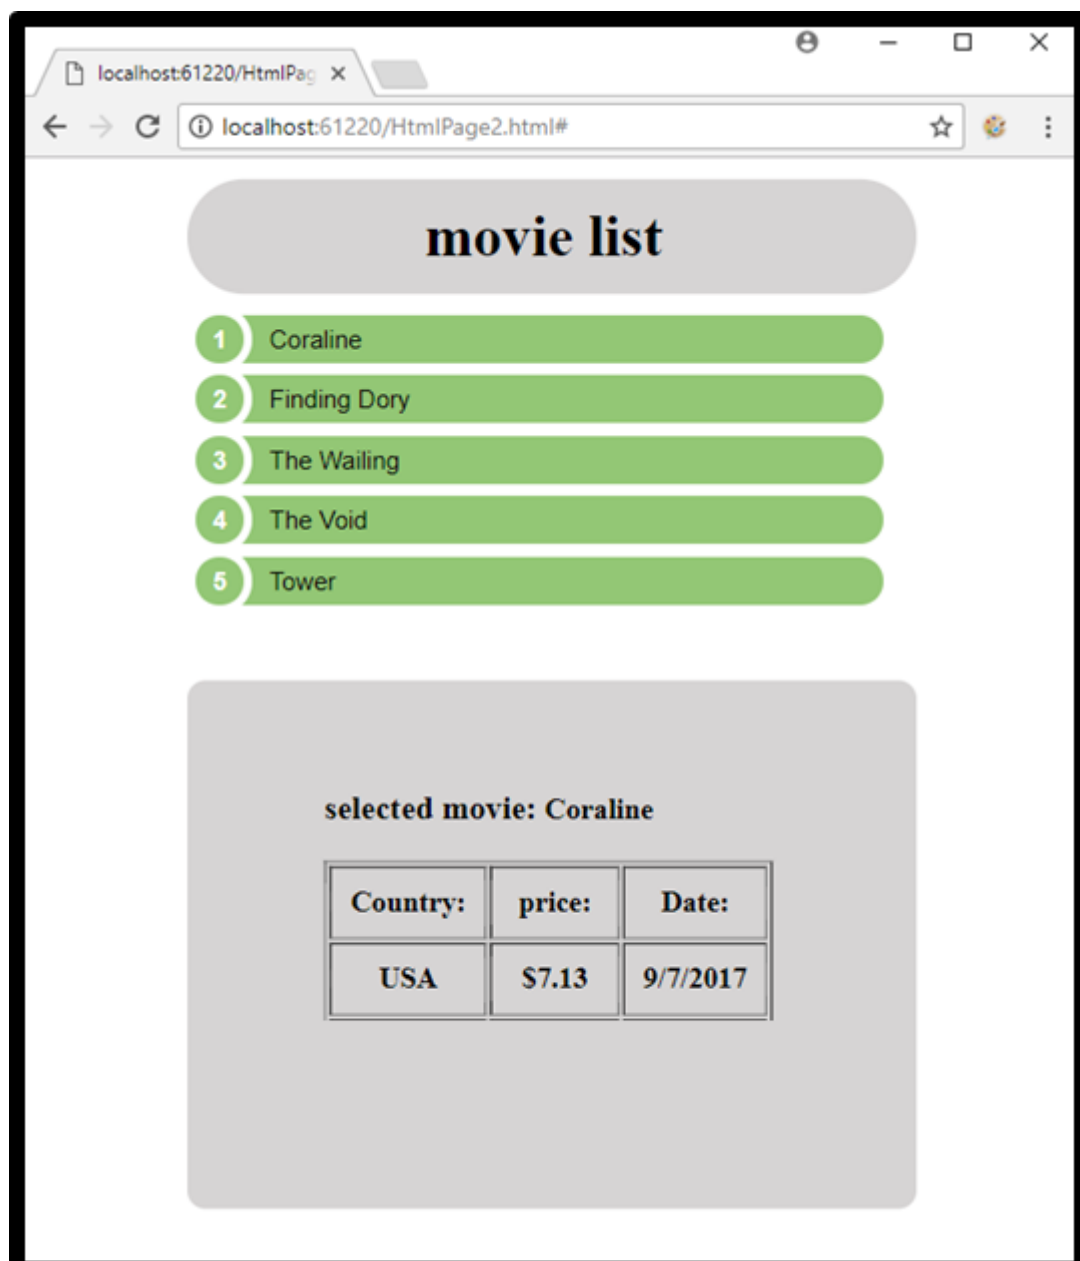 localhost:61220/HtmlPag
localhost:61220/HtmlPage2.html#
movie list
1 Coraline
2 Finding Dory
3 The Wailing
4 The Void
5 Tower
selected movie: Coraline
Country: price: Date:
USA $7.13 9/7/2017